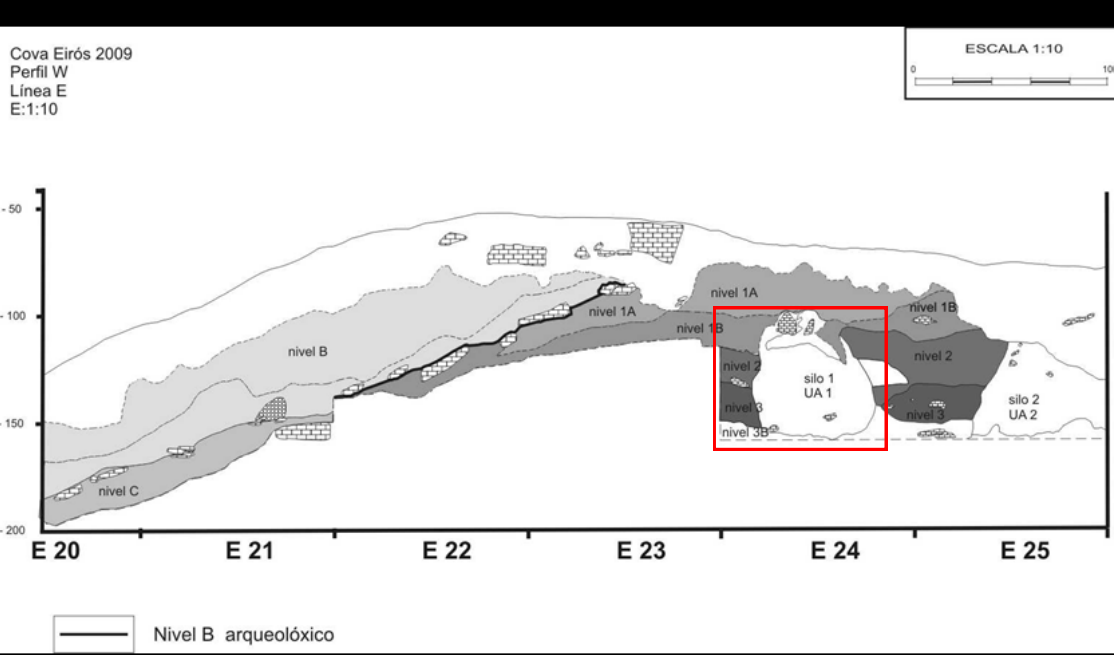 Cova Eirós 2009
Perfil W
Línea E
E:1:10
ESCALA 1:10
0 100
- 50
- 100
- 150
- 200
nivel B
nivel C
nivel 1A
nivel 1B
nivel 1A
nivel 1B
nivel 2
nivel 3
nivel 3B
silo 1
UA 1
nivel 2
nivel 3
silo 2
UA 2
E 20 E 21 E 22 E 23 E 24 E 25
Nivel B arqueolóxico